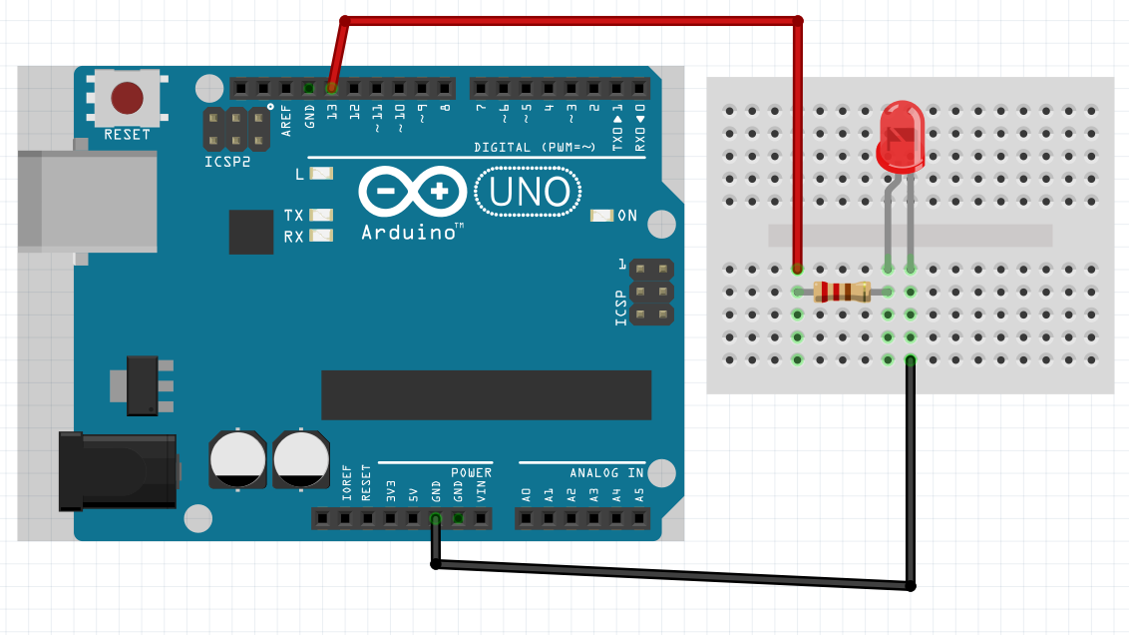 RESET
ICSP2
AREF
GND
13
12
~11
~10
~9
8
7
~6
~5
4
~3
2
TX0▶1
RX0◀0
DIGITAL (PWM=~)
L
TX
RX
UNO
Arduino™
ON
1
ICSP
IOREF
RESET
3V3
5V
GND
GND
VIN
POWER
ANALOG IN
A0
A1
A2
A3
A4
A5